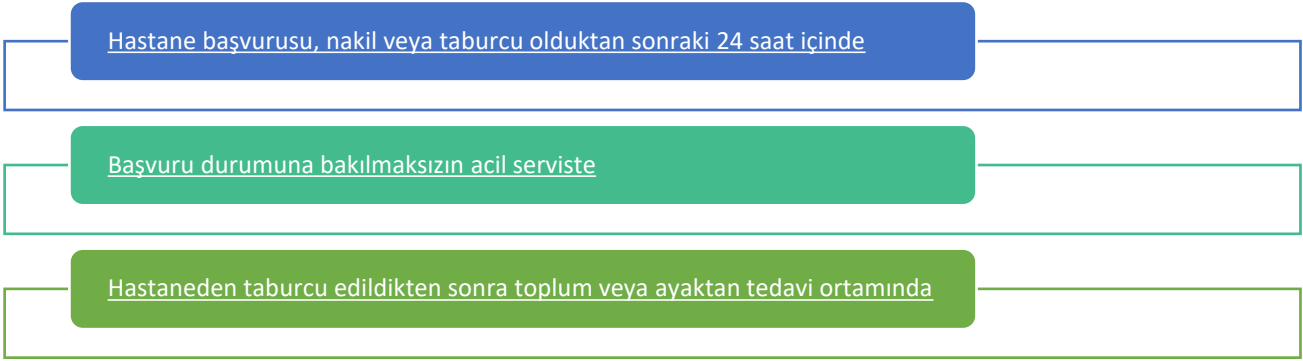 Hastane başvurusu, nakil veya taburcu olduktan sonraki 24 saat içinde
Başvuru durumuna bakılmaksızın acil serviste
Hastaneden taburcu edildikten sonra toplum veya ayaktan tedavi ortamında